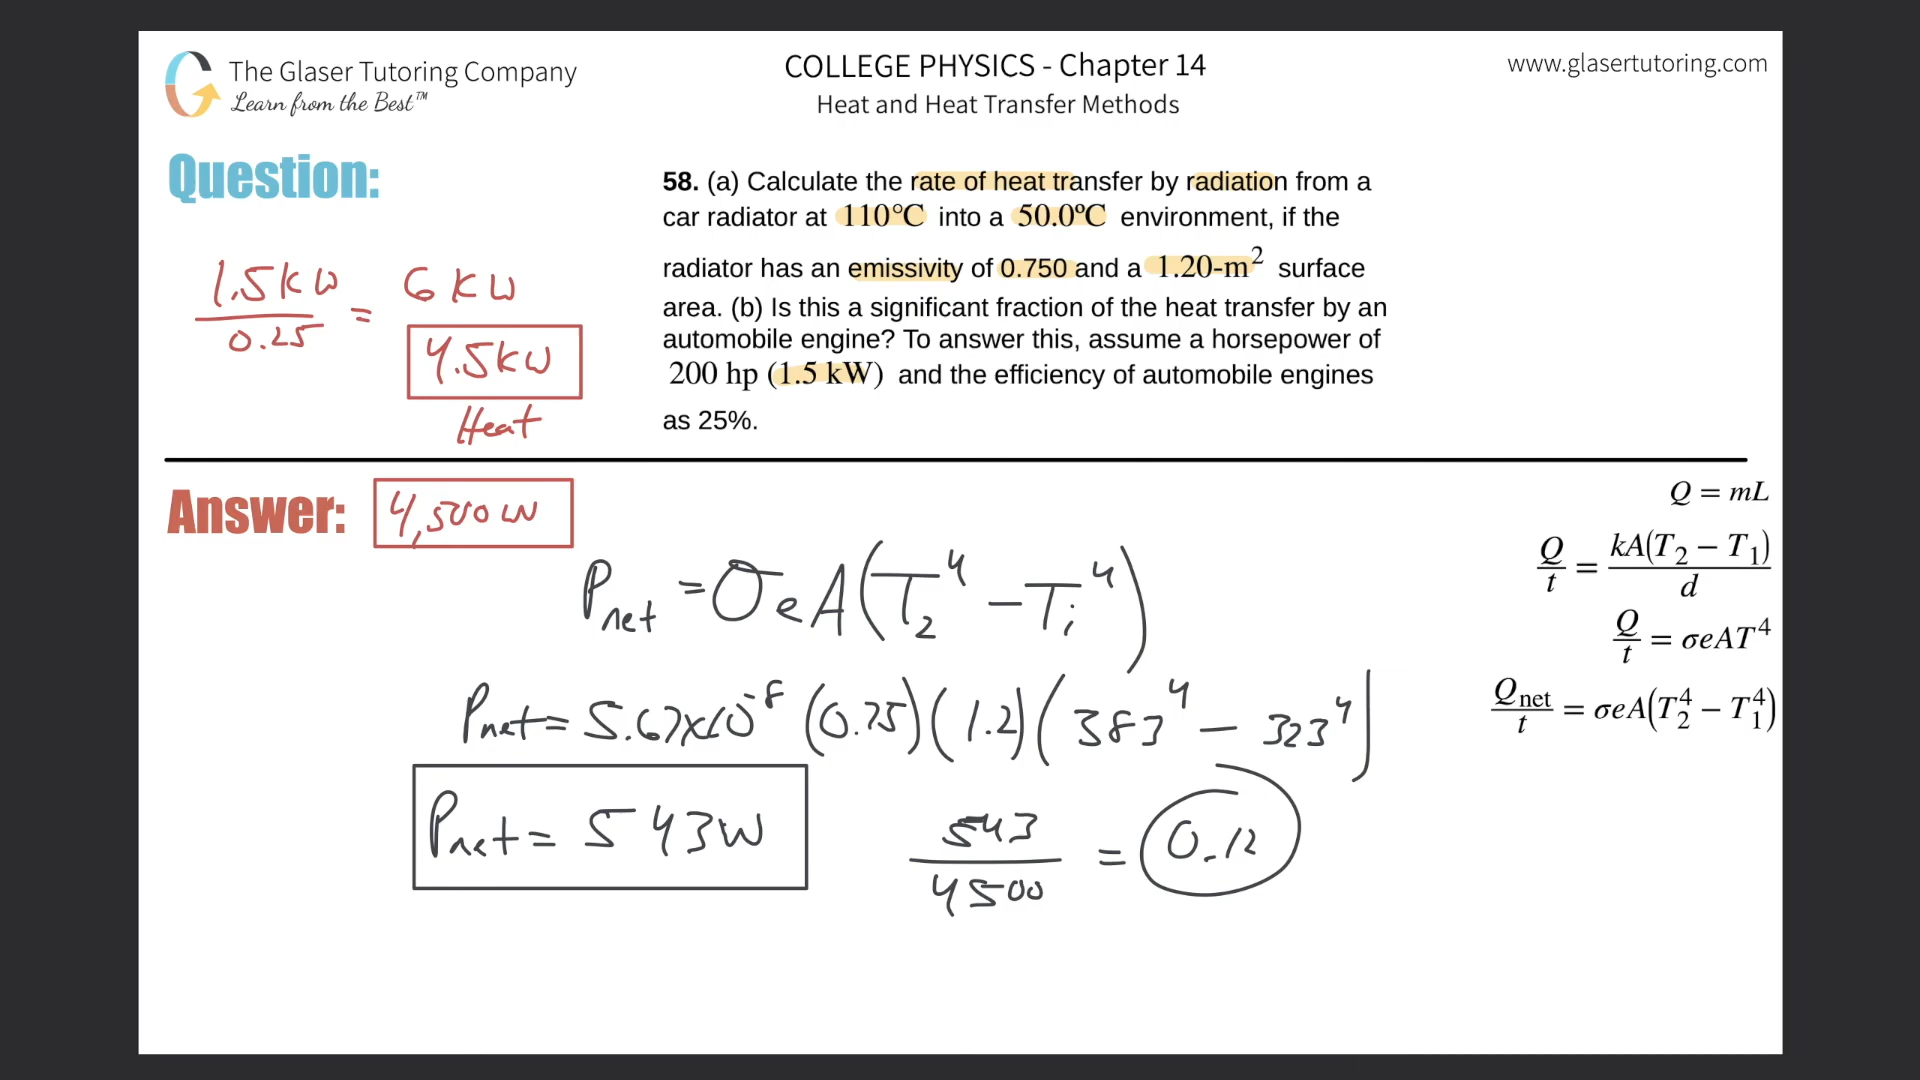 The Glaser Tutoring Company
Learn from the Best™
COLLEGE PHYSICS - Chapter 14
Heat and Heat Transfer Methods
www.glasertutoring.com
Question:
58. (a) Calculate the rate of heat transfer by radiation from a
car radiator at 110°C into a 50.0ºC environment, if the
radiator has an emissivity of 0.750 and a 1.20-m² surface
area. (b) Is this a significant fraction of the heat transfer by an
automobile engine? To answer this, assume a horsepower of
200 hp (1.5 kW) and the efficiency of automobile engines
as 25%.
1.5kW / 0.25 = 6 kW
4.5kW
Heat
Answer:
4,500W
Q = mL
Q/t = kA(T₂ − T₁)/d
Q/t = σeAT⁴
Qnet/t = σeA(T₂⁴ − T₁⁴)
Pnet = σeA(T₂⁴ − T₁⁴)
Pnet = 5.67x10⁻⁸ (0.75)(1.2)(383⁴ − 323⁴)
Pnet = 543W
543 / 4500 = 0.12